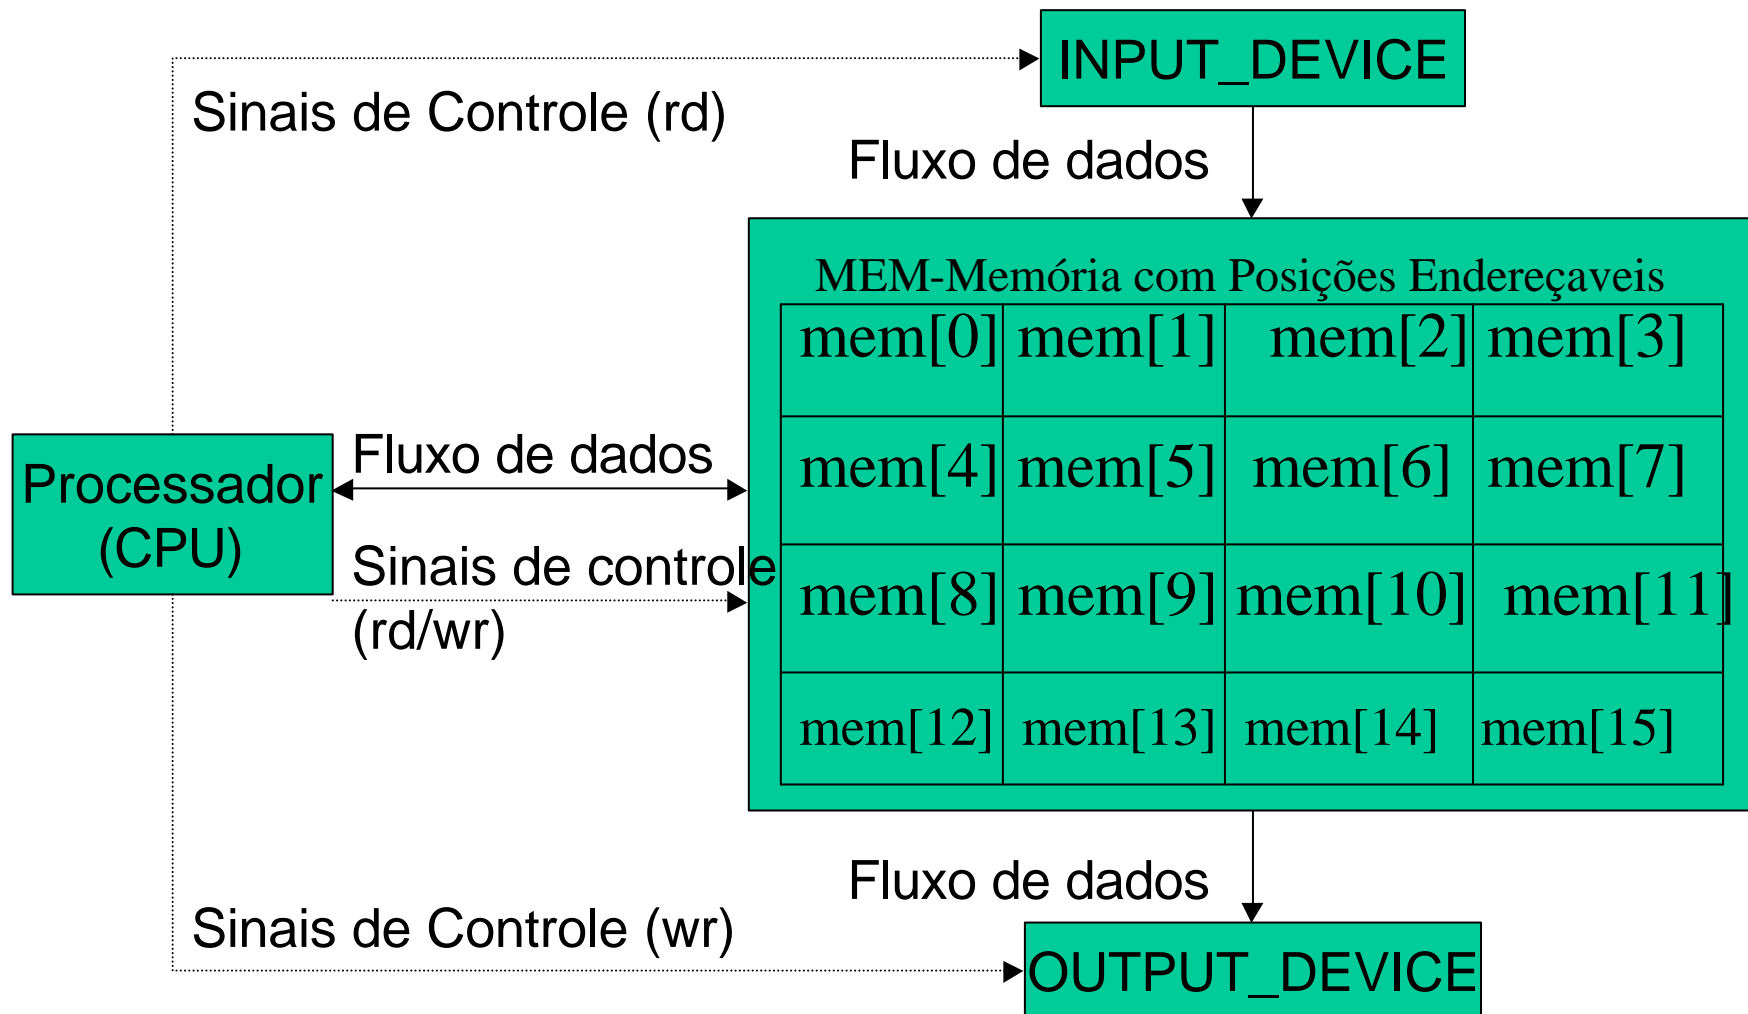 INPUT_DEVICE
Sinais de Controle (rd)
Fluxo de dados
MEM-Memória com Posições Endereçaveis
mem[0] mem[1] mem[2] mem[3]
mem[4] mem[5] mem[6] mem[7]
mem[8] mem[9] mem[10] mem[11]
mem[12] mem[13] mem[14] mem[15]
Processador
(CPU)
Fluxo de dados
Sinais de controle
(rd/wr)
Fluxo de dados
Sinais de Controle (wr)
OUTPUT_DEVICE